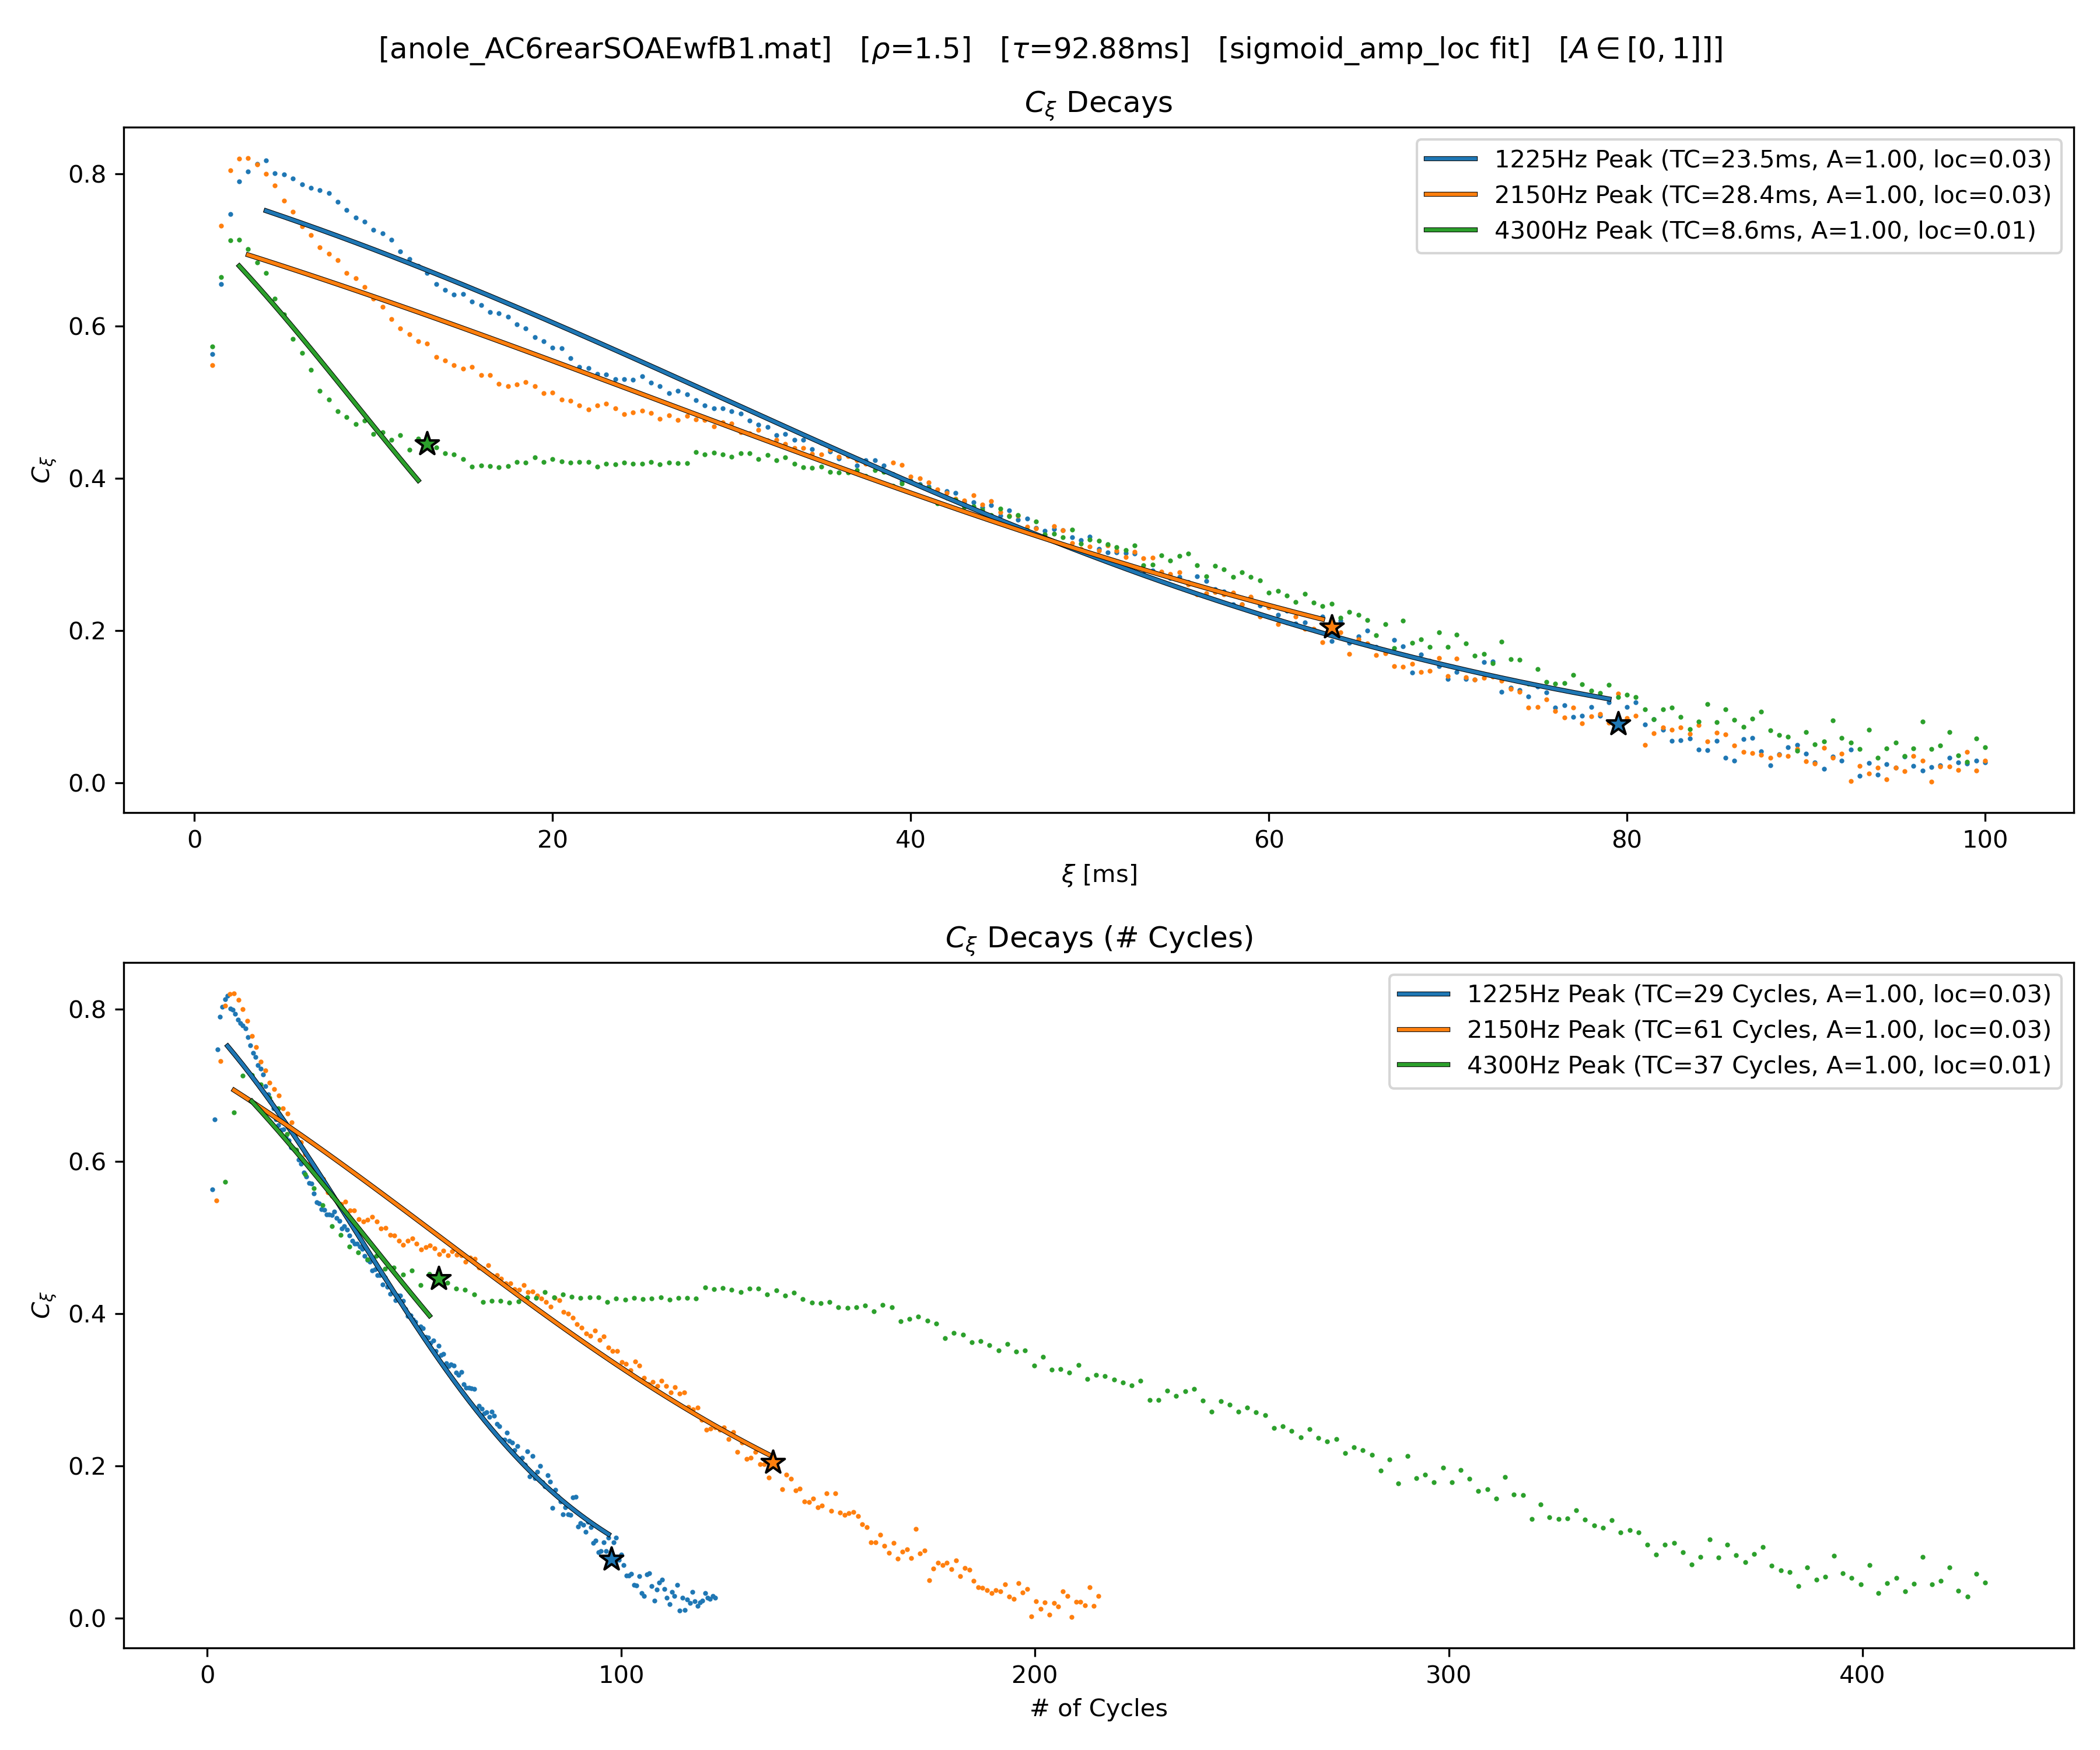 [anole_AC6rearSOAEwfB1.mat]   [ρ=1.5]   [τ=92.88ms]   [sigmoid_amp_loc fit]   [A ∈ [0, 1]]]
Cξ Decays
1225Hz Peak (TC=23.5ms, A=1.00, loc=0.03)
2150Hz Peak (TC=28.4ms, A=1.00, loc=0.03)
4300Hz Peak (TC=8.6ms, A=1.00, loc=0.01)
0.8
0.6
0.4
0.2
0.0
Cξ
0 20 40 60 80 100
ξ [ms]
Cξ Decays (# Cycles)
1225Hz Peak (TC=29 Cycles, A=1.00, loc=0.03)
2150Hz Peak (TC=61 Cycles, A=1.00, loc=0.03)
4300Hz Peak (TC=37 Cycles, A=1.00, loc=0.01)
0.8
0.6
0.4
0.2
0.0
Cξ
0 100 200 300 400
# of Cycles